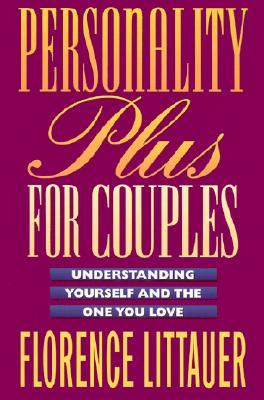 PERSONALITY
Plus
FOR COUPLES
UNDERSTANDING
YOURSELF AND THE
ONE YOU LOVE
FLORENCE LITTAUER